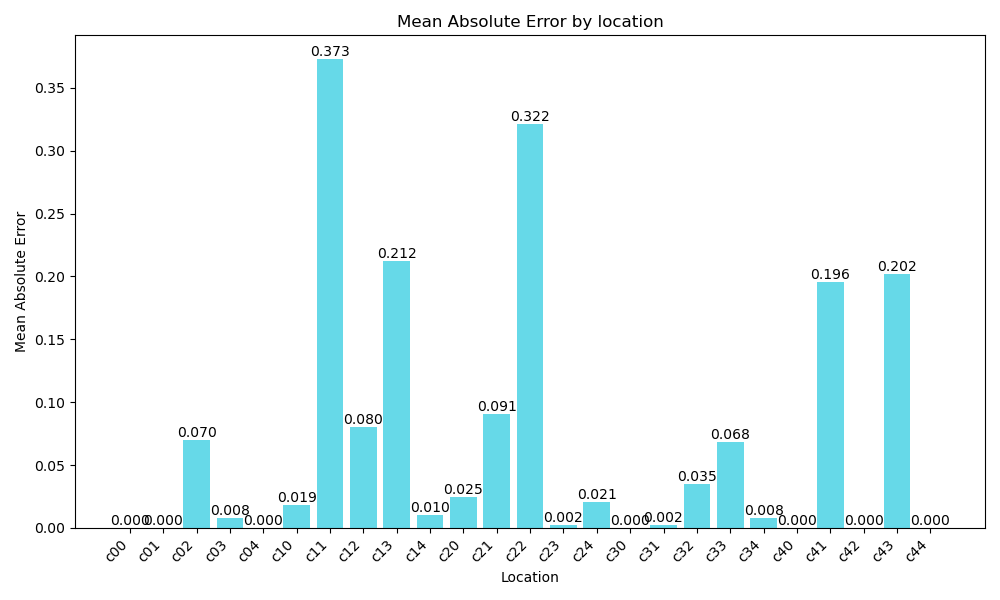 Mean Absolute Error by location
Mean Absolute Error
0.35
0.30
0.25
0.20
0.15
0.10
0.05
0.00
0.000
0.000
0.070
0.008
0.000
0.019
0.373
0.080
0.212
0.010
0.025
0.091
0.322
0.002
0.021
0.000
0.002
0.035
0.068
0.008
0.000
0.196
0.000
0.202
0.000
c00
c01
c02
c03
c04
c10
c11
c12
c13
c14
c20
c21
c22
c23
c24
c30
c31
c32
c33
c34
c40
c41
c42
c43
c44
Location